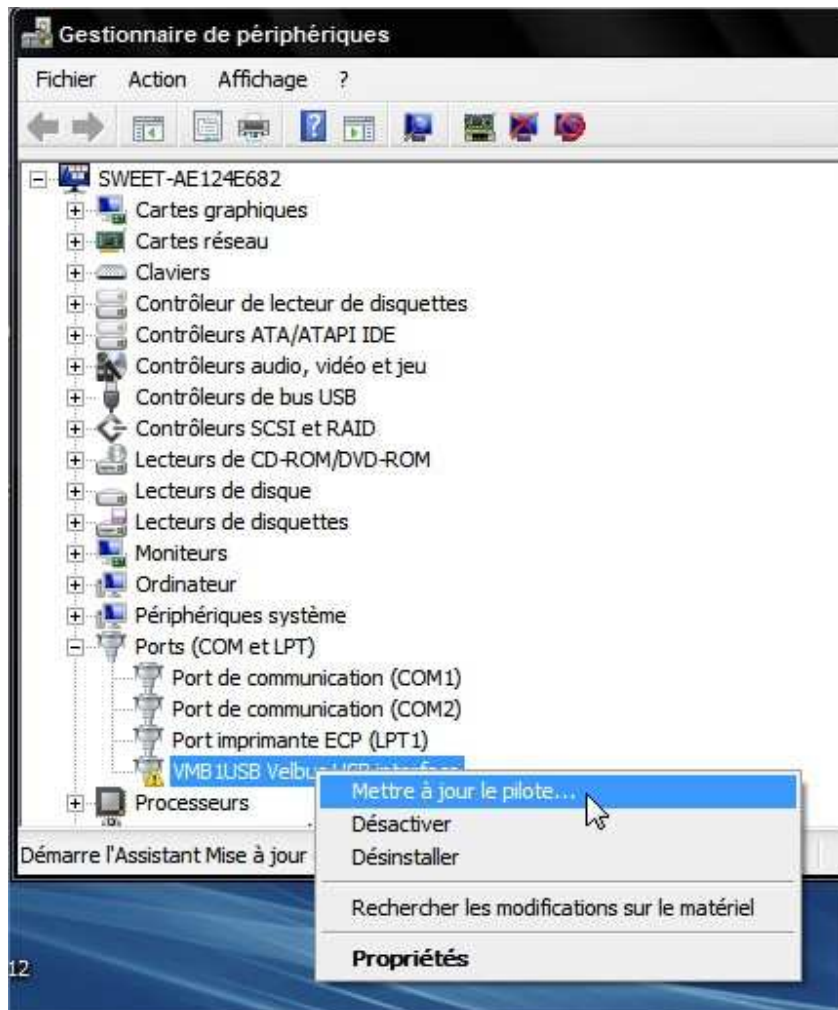 Gestionnaire de périphériques
Fichier Action Affichage ?
SWEET-AE124E682
Cartes graphiques
Cartes réseau
Claviers
Contrôleur de lecteur de disquettes
Contrôleurs ATA/ATAPI IDE
Contrôleurs audio, vidéo et jeu
Contrôleurs de bus USB
Contrôleurs SCSI et RAID
Lecteurs de CD-ROM/DVD-ROM
Lecteurs de disque
Lecteurs de disquettes
Moniteurs
Ordinateur
Périphériques système
Ports (COM et LPT)
Port de communication (COM1)
Port de communication (COM2)
Port imprimante ECP (LPT1)
VMB1USB Velbus USB interface
Mettre à jour le pilote...
Processeurs
Désactiver
Démarre l'Assistant Mise à jour
Désinstaller
Rechercher les modifications sur le matériel
Propriétés
12